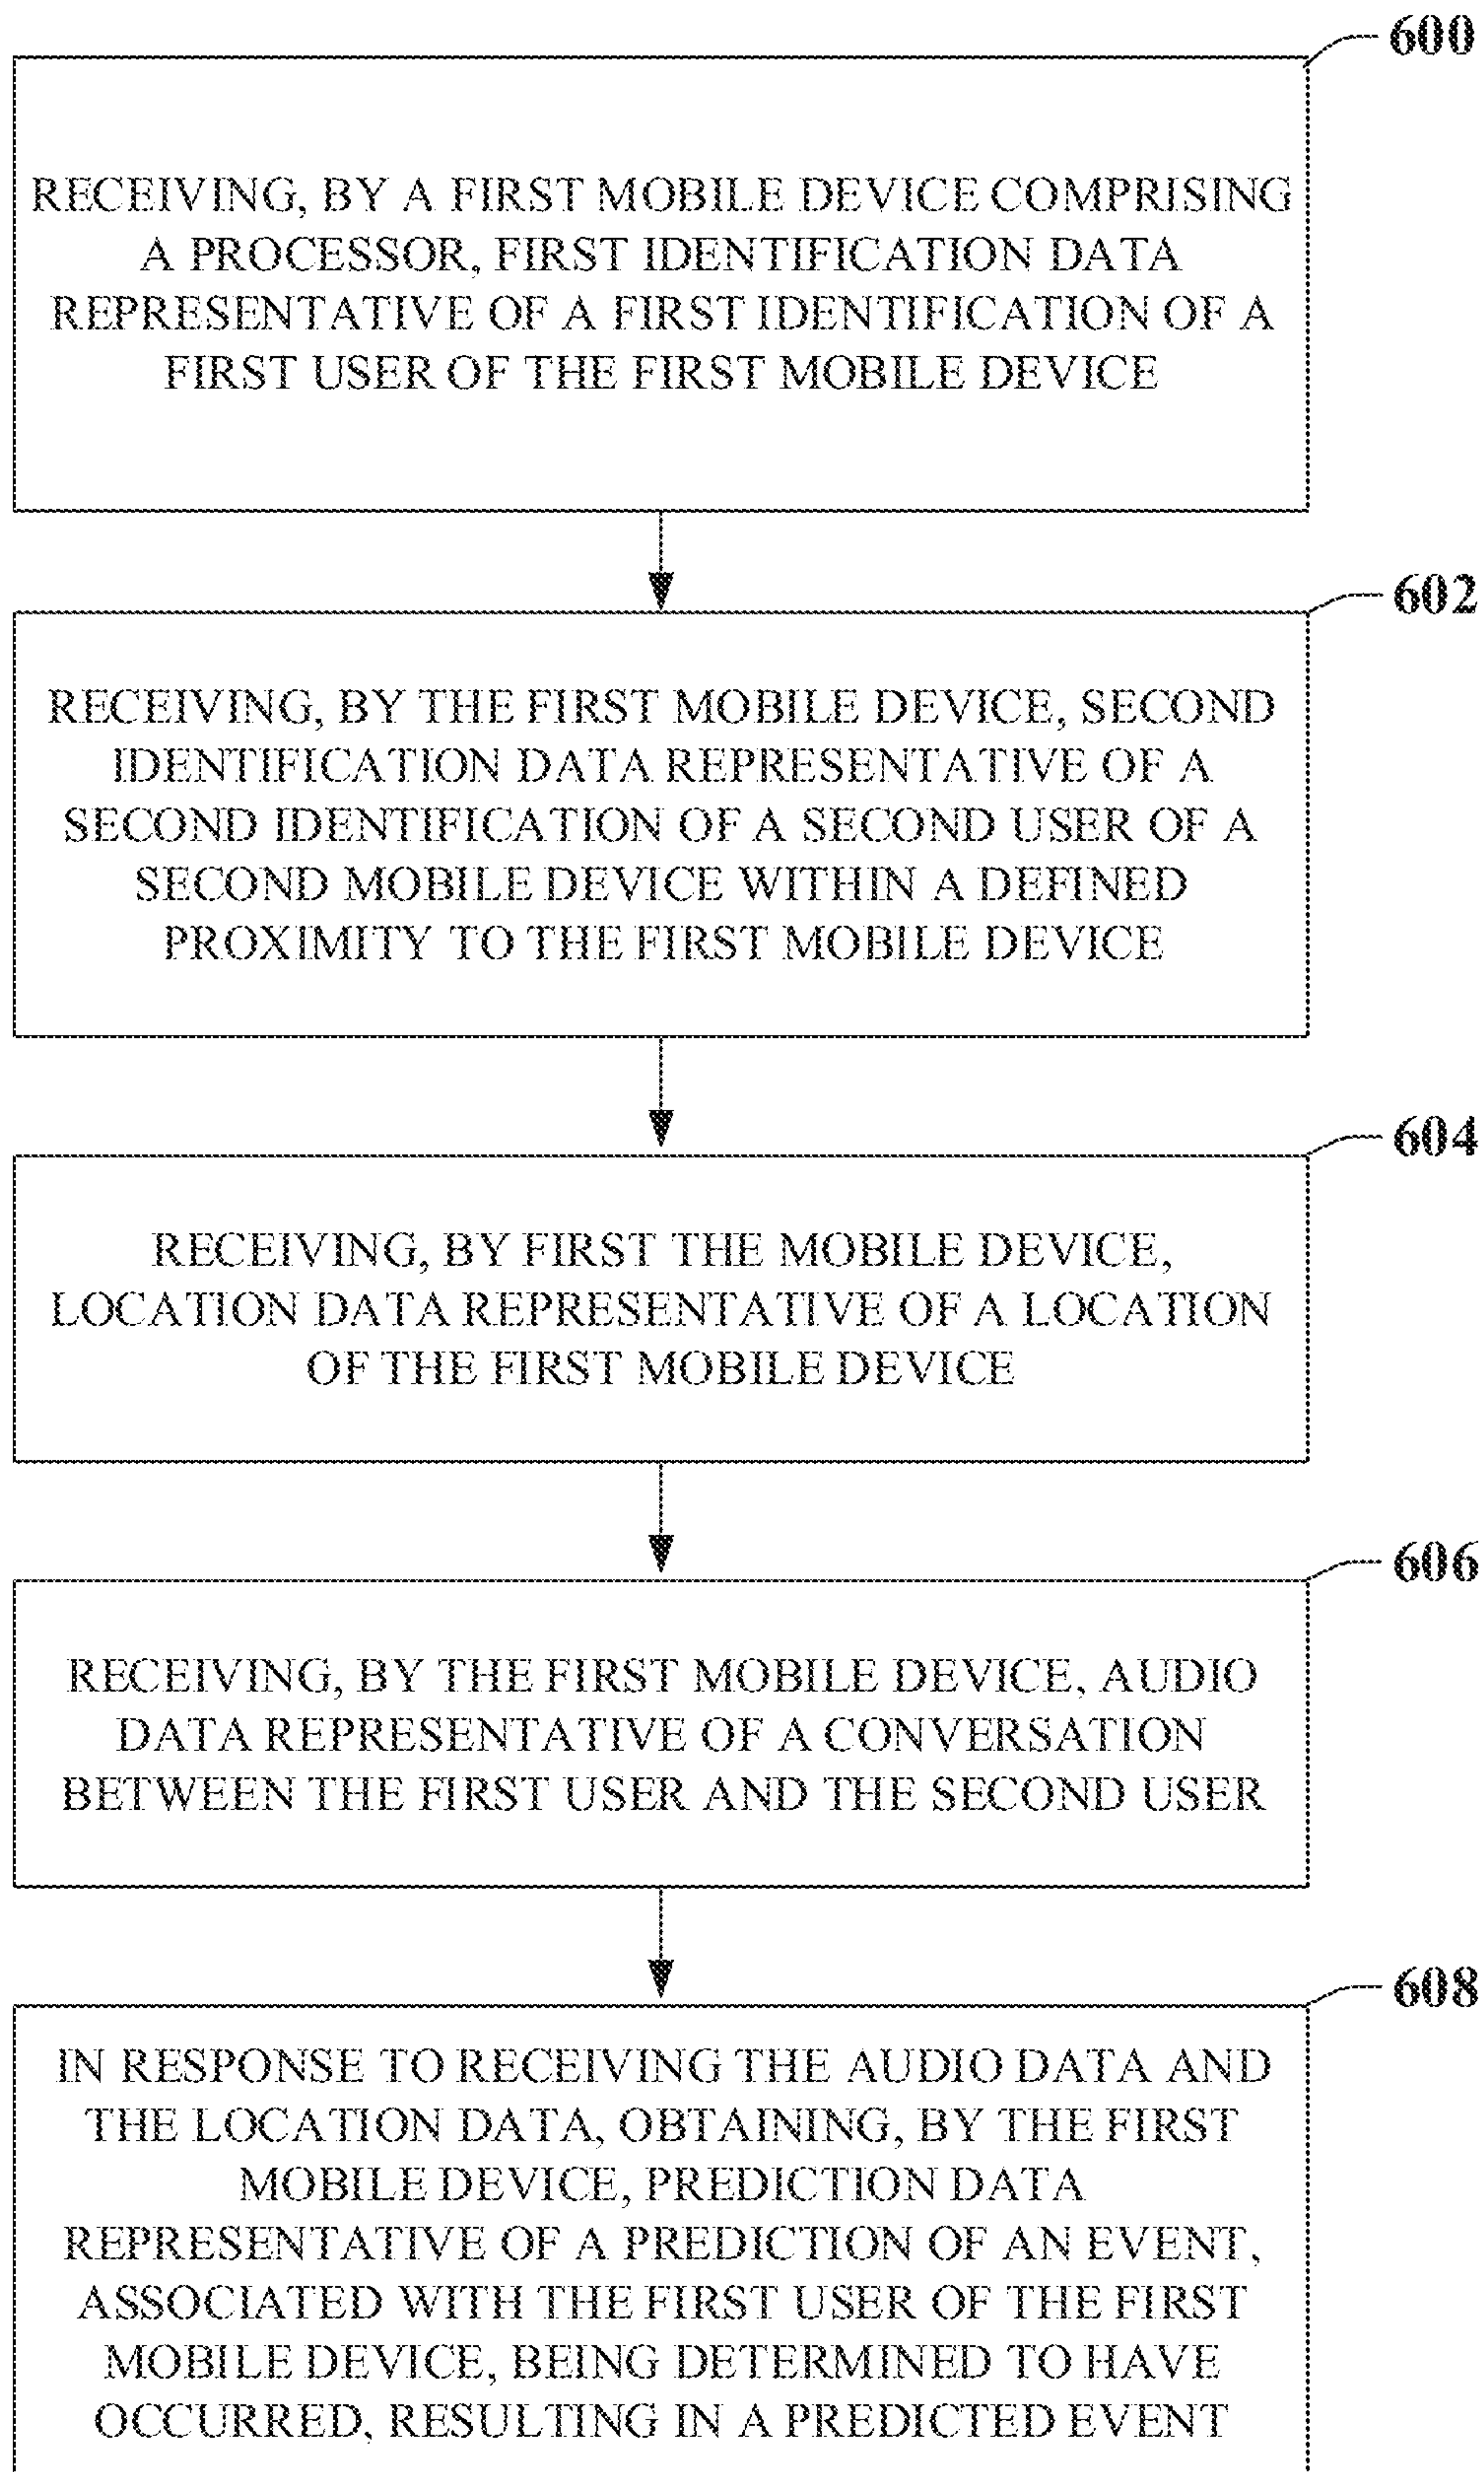 600
RECEIVING, BY A FIRST MOBILE DEVICE COMPRISING
A PROCESSOR, FIRST IDENTIFICATION DATA
REPRESENTATIVE OF A FIRST IDENTIFICATION OF A
FIRST USER OF THE FIRST MOBILE DEVICE
602
RECEIVING, BY THE FIRST MOBILE DEVICE, SECOND
IDENTIFICATION DATA REPRESENTATIVE OF A
SECOND IDENTIFICATION OF A SECOND USER OF A
SECOND MOBILE DEVICE WITHIN A DEFINED
PROXIMITY TO THE FIRST MOBILE DEVICE
604
RECEIVING, BY FIRST THE MOBILE DEVICE,
LOCATION DATA REPRESENTATIVE OF A LOCATION
OF THE FIRST MOBILE DEVICE
606
RECEIVING, BY THE FIRST MOBILE DEVICE, AUDIO
DATA REPRESENTATIVE OF A CONVERSATION
BETWEEN THE FIRST USER AND THE SECOND USER
608
IN RESPONSE TO RECEIVING THE AUDIO DATA AND
THE LOCATION DATA, OBTAINING, BY THE FIRST
MOBILE DEVICE, PREDICTION DATA
REPRESENTATIVE OF A PREDICTION OF AN EVENT,
ASSOCIATED WITH THE FIRST USER OF THE FIRST
MOBILE DEVICE, BEING DETERMINED TO HAVE
OCCURRED, RESULTING IN A PREDICTED EVENT